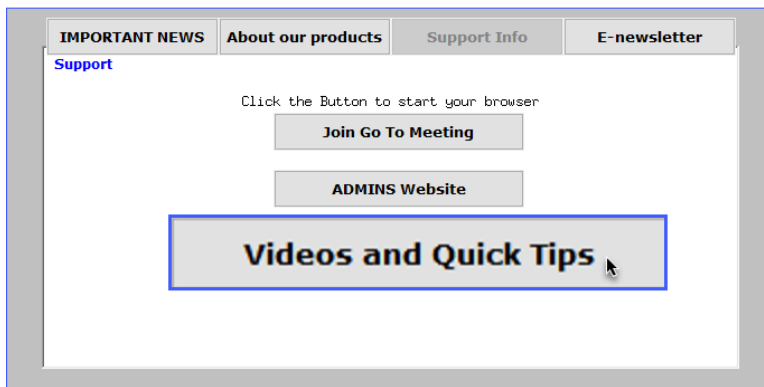 IMPORTANT NEWS About our products Support Info E-newsletter
Support
Click the Button to start your browser
Join Go To Meeting
ADMINS Website
Videos and Quick Tips